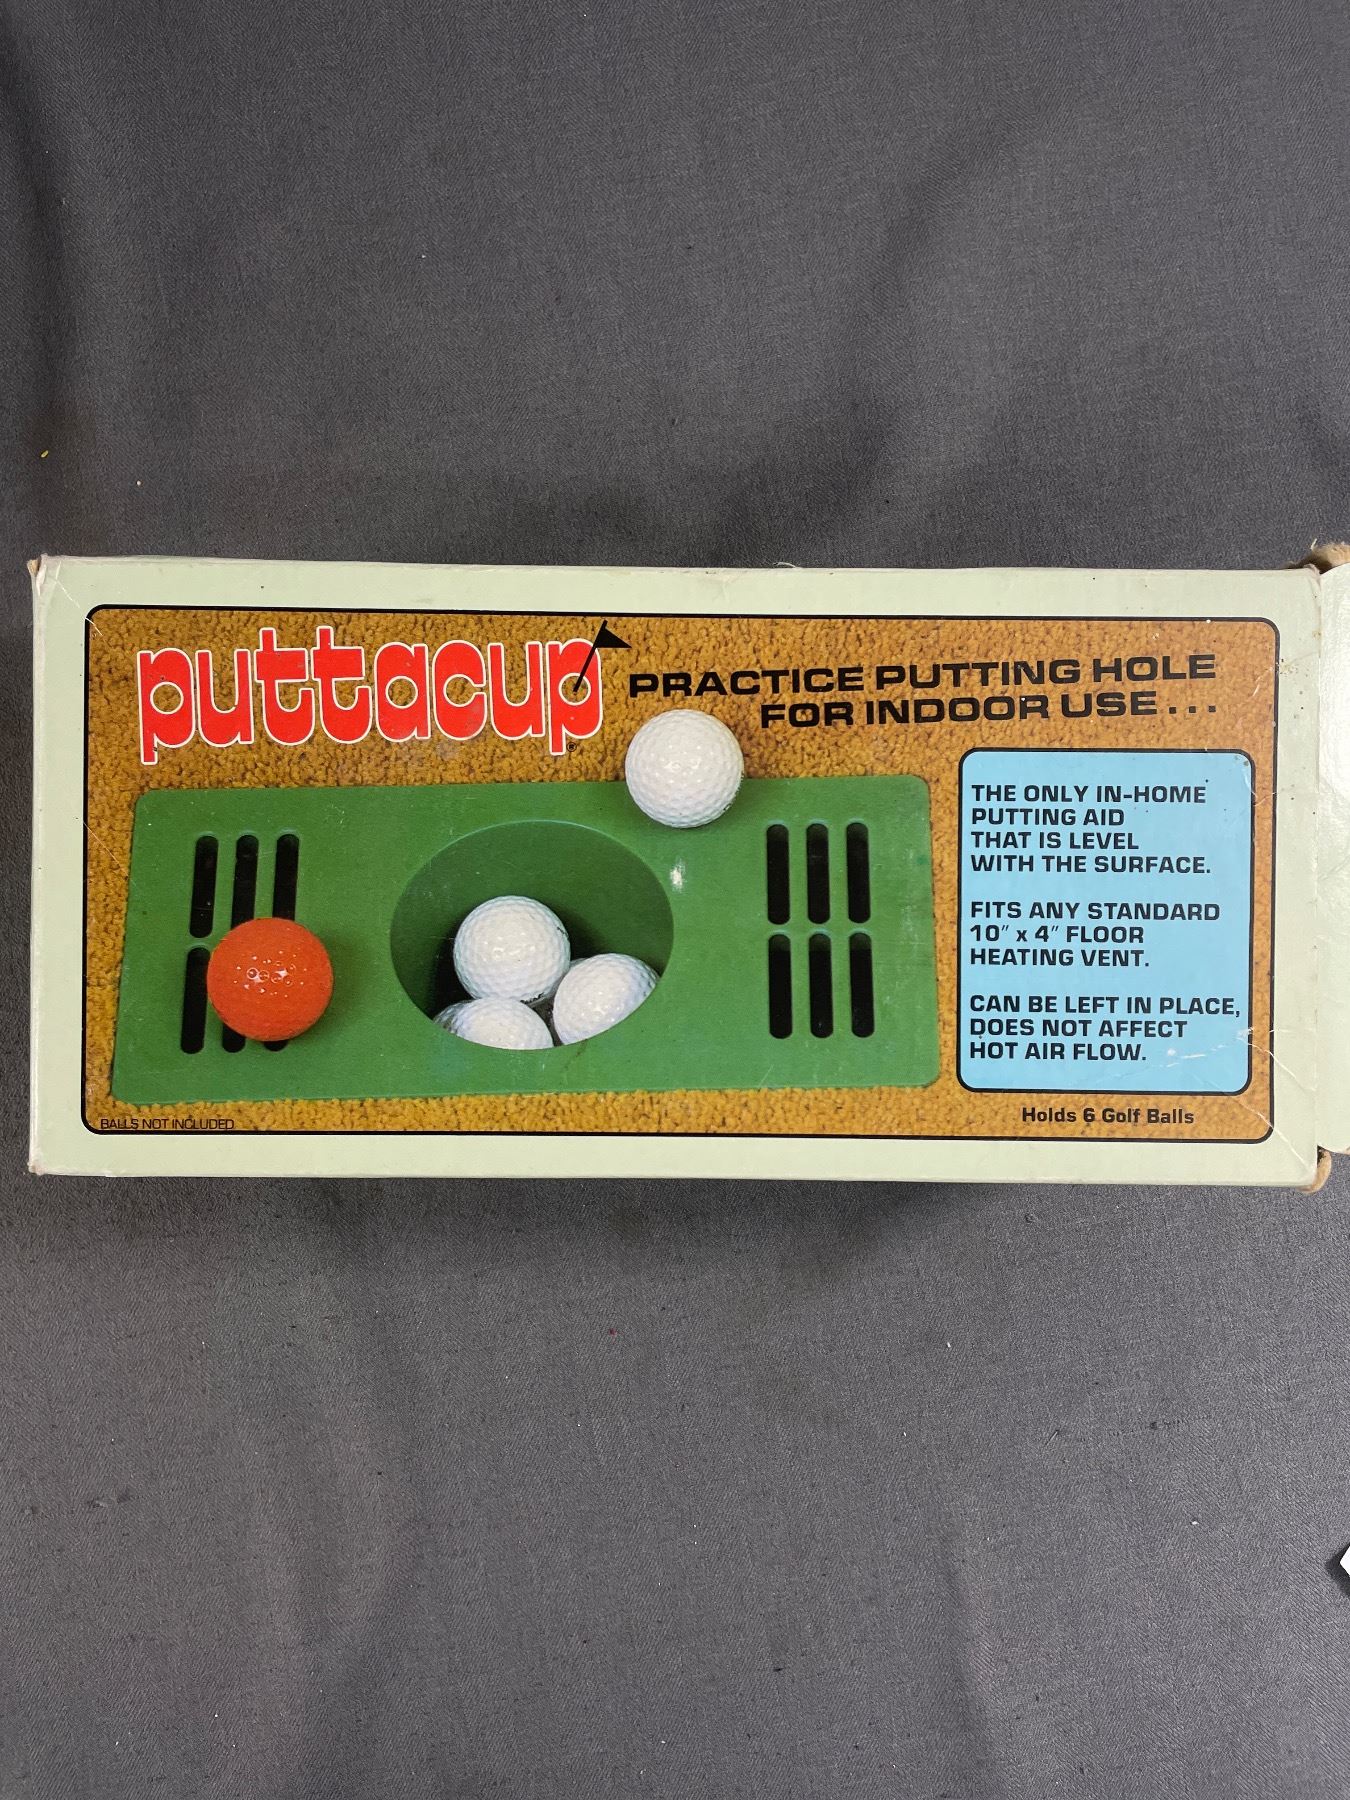 puttacup®
PRACTICE PUTTING HOLE
FOR INDOOR USE...
THE ONLY IN-HOME
PUTTING AID
THAT IS LEVEL
WITH THE SURFACE.
FITS ANY STANDARD
10" x 4" FLOOR
HEATING VENT.
CAN BE LEFT IN PLACE,
DOES NOT AFFECT
HOT AIR FLOW.
Holds 6 Golf Balls
BALLS NOT INCLUDED